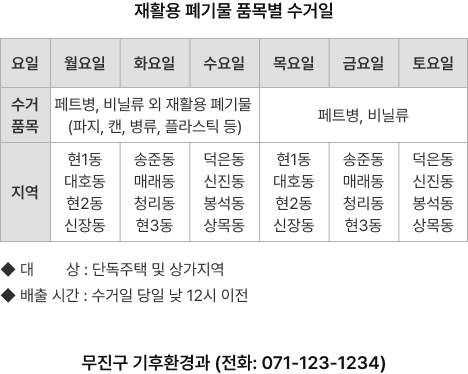 재활용 폐기물 품목별 수거일
요일 월요일 화요일 수요일 목요일 금요일 토요일
수거 품목 페트병, 비닐류 외 재활용 폐기물 (파지, 캔, 병류, 플라스틱 등) 페트병, 비닐류
지역
현1동 송준동 덕은동 현1동 송준동 덕은동
대호동 매래동 신진동 대호동 매래동 신진동
현2동 청리동 봉석동 현2동 청리동 봉석동
신장동 현3동 상목동 신장동 현3동 상목동
◆ 대 상 : 단독주택 및 상가지역
◆ 배출 시간 : 수거일 당일 낮 12시 이전
무진구 기후환경과 (전화: 071-123-1234)